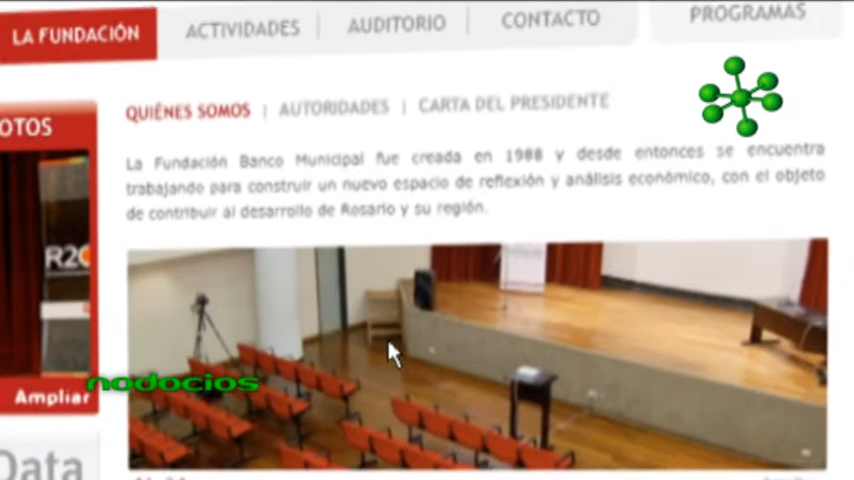 LA FUNDACIÓN
ACTIVIDADES
AUDITORIO
CONTACTO
PROGRAMAS
OTOS
QUIÉNES SOMOS | AUTORIDADES | CARTA DEL PRESIDENTE
La Fundación Banco Municipal fue creada en 1988 y desde entonces se encuentra
trabajando para construir un nuevo espacio de reflexión y análisis económico, con el objeto
de contribuir al desarrollo de Rosario y su región.
R20
Ampliar
nodocios
Data